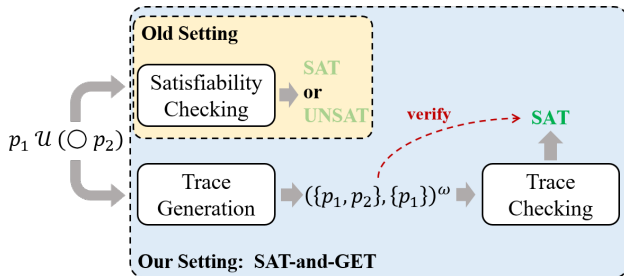 Old Setting
Satisfiability
Checking
SAT
or
UNSAT
p₁ 𝒰 (◯ p₂)
verify
SAT
Trace
Generation
({p₁, p₂}, {p₁})^ω
Trace
Checking
Our Setting: SAT-and-GET